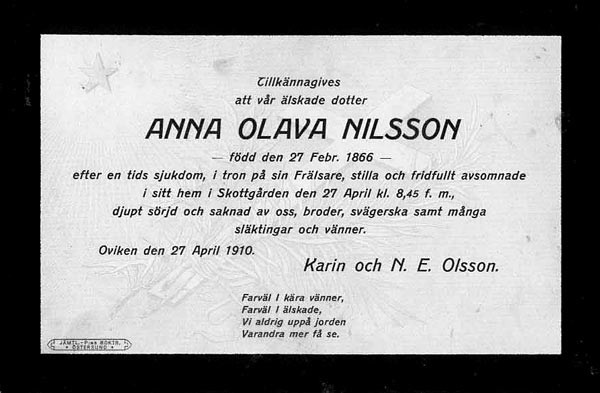 Tillkännagives
att vår älskade dotter
ANNA OLAVA NILSSON
— född den 27 Febr. 1866 —
efter en tids sjukdom, i tron på sin Frälsare, stilla och fridfullt avsomnade
i sitt hem i Skottgården den 27 April kl. 8,45 f. m.,
djupt sörjd och saknad av oss, broder, svägerska samt många
släktingar och vänner.
Oviken den 27 April 1910.
Karin och N. E. Olsson.
Farväl I kära vänner,
Farväl I älskade,
Vi aldrig uppå jorden
Varandra mer få se.
JÄMTL.-P:NS BOKTR.
ÖSTERSUND